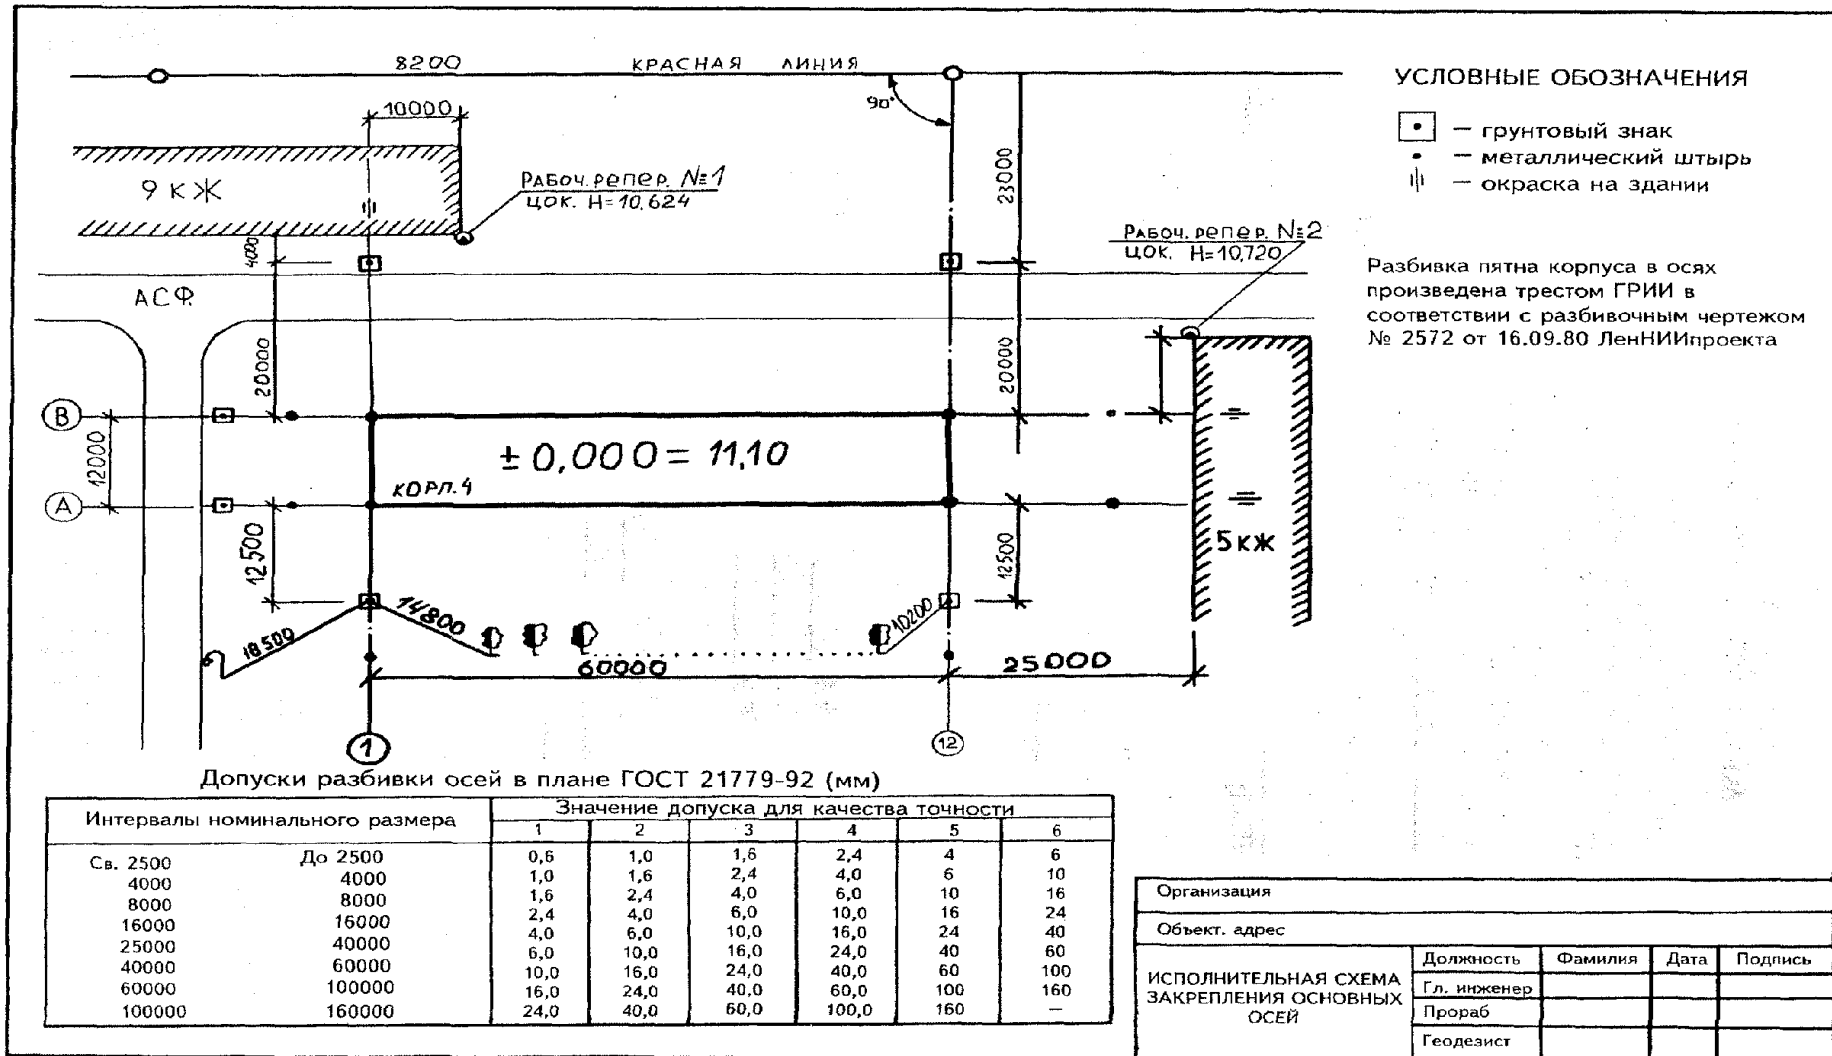 8200 КРАСНАЯ ЛИНИЯ
УСЛОВНЫЕ ОБОЗНАЧЕНИЯ
90°
10000
— грунтовый знак
— металлический штырь
— окраска на здании
9 КЖ
РАБОЧ. РЕПЕР. №1
ЦОК. Н=10,624
23000
РАБОЧ. РЕПЕР. №2
ЦОК. Н=10,720
4000
Разбивка пятна корпуса в осях
произведена трестом ГРИИ в
соответствии с разбивочным чертежом
№ 2572 от 16.09.80 ЛенНИИпроекта
АСФ.
20000
20000
В
12000
± 0,000 = 11,10
КОРП. 4
А
12500
12500
5 КЖ
18500
14800
10200
60000
25000
1
12
Допуски разбивки осей в плане ГОСТ 21779-92 (мм)
Интервалы номинального размера Значение допуска для качества точности
1 2 3 4 5 6
Св. 2500 До 2500 0,6 1,0 1,6 2,4 4 6
4000 4000 1,0 1,6 2,4 4,0 6 10
8000 8000 1,6 2,4 4,0 6,0 10 16
16000 16000 2,4 4,0 6,0 10,0 16 24
25000 40000 4,0 6,0 10,0 16,0 24 40
40000 60000 6,0 10,0 16,0 24,0 40 60
60000 100000 10,0 16,0 24,0 40,0 60 100
100000 160000 16,0 24,0 40,0 60,0 100 160
24,0 40,0 60,0 100,0 160 —
Организация
Объект. адрес
ИСПОЛНИТЕЛЬНАЯ СХЕМА
ЗАКРЕПЛЕНИЯ ОСНОВНЫХ
ОСЕЙ
Должность Фамилия Дата Подпись
Гл. инженер
Прораб
Геодезист